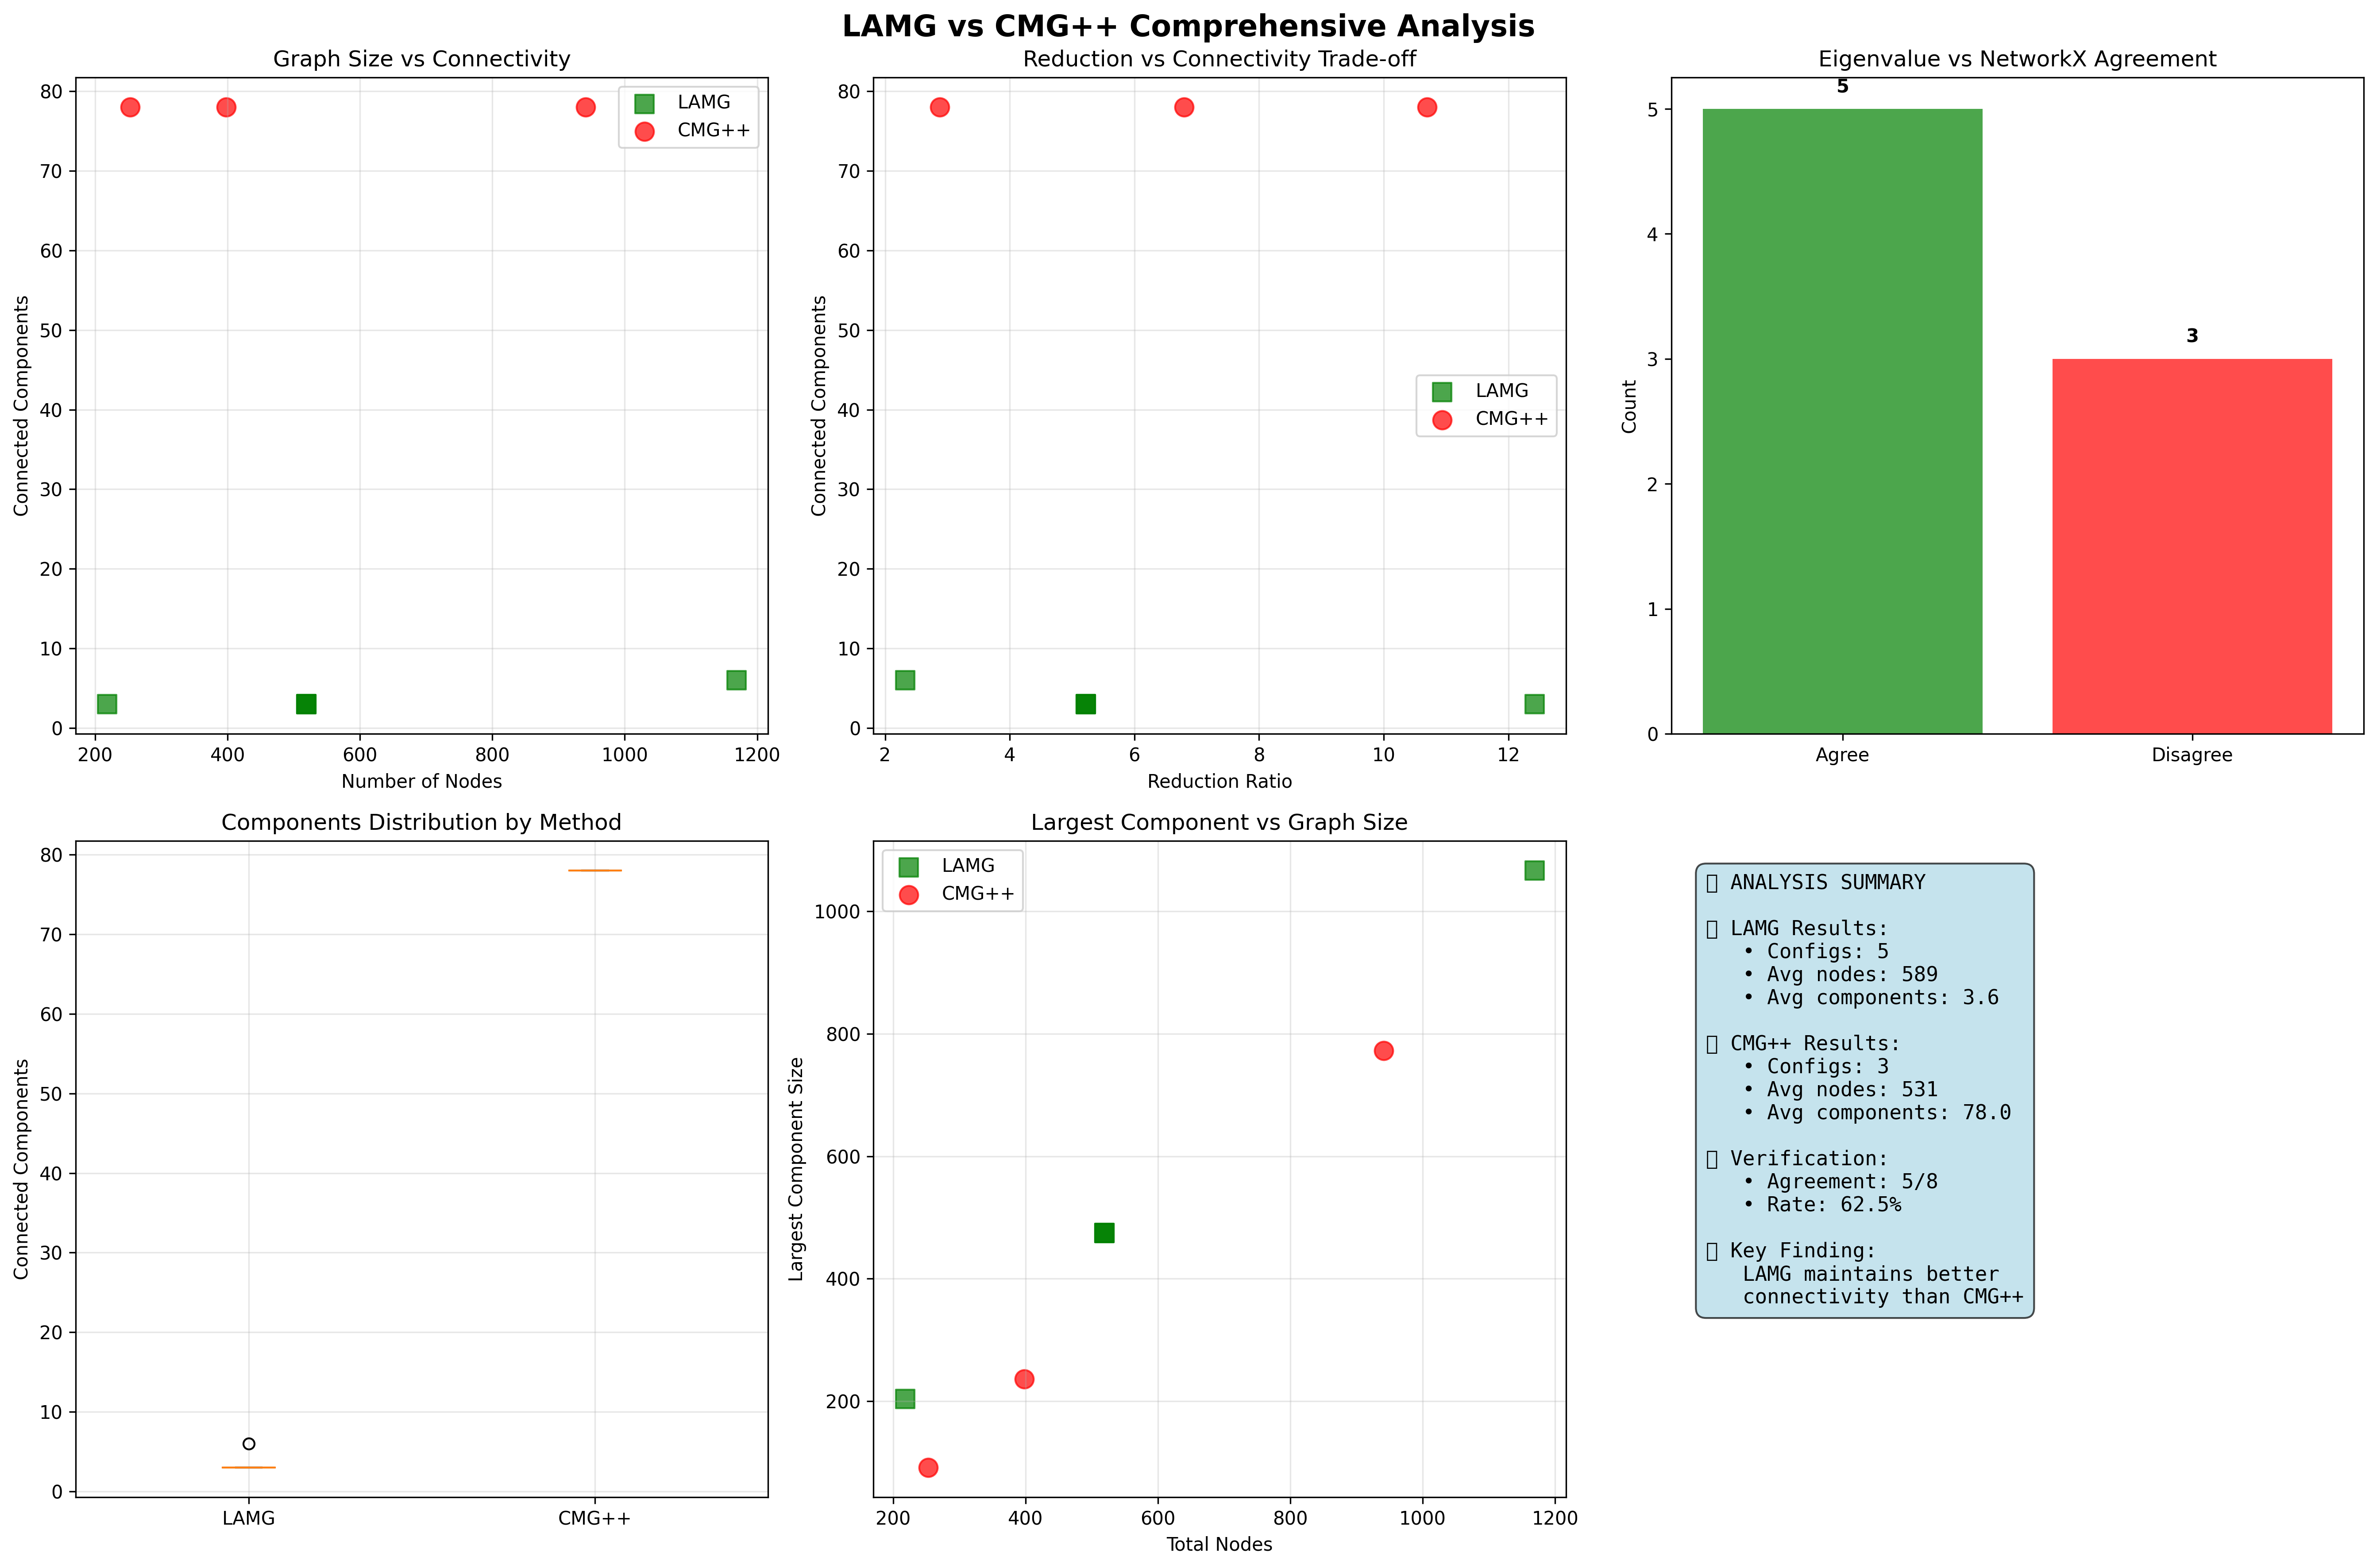 LAMG vs CMG++ Comprehensive Analysis
Graph Size vs Connectivity
80
70
60
50
40
30
20
10
0
Connected Components
200 400 600 800 1000 1200
Number of Nodes
LAMG
CMG++
Reduction vs Connectivity Trade-off
80
70
60
50
40
30
20
10
0
Connected Components
2 4 6 8 10 12
Reduction Ratio
LAMG
CMG++
Eigenvalue vs NetworkX Agreement
5
4
3
2
1
0
Count
5
3
Agree Disagree
Components Distribution by Method
80
70
60
50
40
30
20
10
0
Connected Components
LAMG CMG++
Largest Component vs Graph Size
LAMG
CMG++
1000
800
600
400
200
Largest Component Size
200 400 600 800 1000 1200
Total Nodes
ANALYSIS SUMMARY
LAMG Results:
• Configs: 5
• Avg nodes: 589
• Avg components: 3.6
CMG++ Results:
• Configs: 3
• Avg nodes: 531
• Avg components: 78.0
Verification:
• Agreement: 5/8
• Rate: 62.5%
Key Finding:
LAMG maintains better
connectivity than CMG++